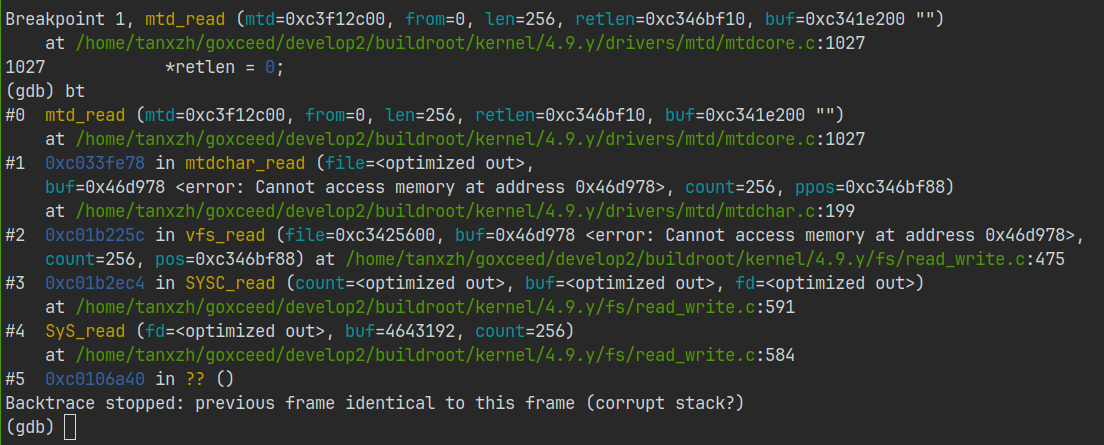 Breakpoint 1, mtd_read (mtd=0xc3f12c00, from=0, len=256, retlen=0xc346bf10, buf=0xc341e200 "")
    at /home/tanxzh/goxceed/develop2/buildroot/kernel/4.9.y/drivers/mtd/mtdcore.c:1027
1027            *retlen = 0;
(gdb) bt
#0  mtd_read (mtd=0xc3f12c00, from=0, len=256, retlen=0xc346bf10, buf=0xc341e200 "")
    at /home/tanxzh/goxceed/develop2/buildroot/kernel/4.9.y/drivers/mtd/mtdcore.c:1027
#1  0xc033fe78 in mtdchar_read (file=<optimized out>,
    buf=0x46d978 <error: Cannot access memory at address 0x46d978>, count=256, ppos=0xc346bf88)
    at /home/tanxzh/goxceed/develop2/buildroot/kernel/4.9.y/drivers/mtd/mtdchar.c:199
#2  0xc01b225c in vfs_read (file=0xc3425600, buf=0x46d978 <error: Cannot access memory at address 0x46d978>,
    count=256, pos=0xc346bf88) at /home/tanxzh/goxceed/develop2/buildroot/kernel/4.9.y/fs/read_write.c:475
#3  0xc01b2ec4 in SYSC_read (count=<optimized out>, buf=<optimized out>, fd=<optimized out>)
    at /home/tanxzh/goxceed/develop2/buildroot/kernel/4.9.y/fs/read_write.c:591
#4  SyS_read (fd=<optimized out>, buf=4643192, count=256)
    at /home/tanxzh/goxceed/develop2/buildroot/kernel/4.9.y/fs/read_write.c:584
#5  0xc0106a40 in ?? ()
Backtrace stopped: previous frame identical to this frame (corrupt stack?)
(gdb)